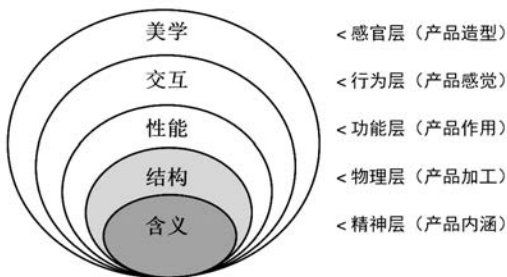 美学 <感官层（产品造型）
交互 <行为层（产品感觉）
性能 <功能层（产品作用）
结构 <物理层（产品加工）
含义 <精神层（产品内涵）